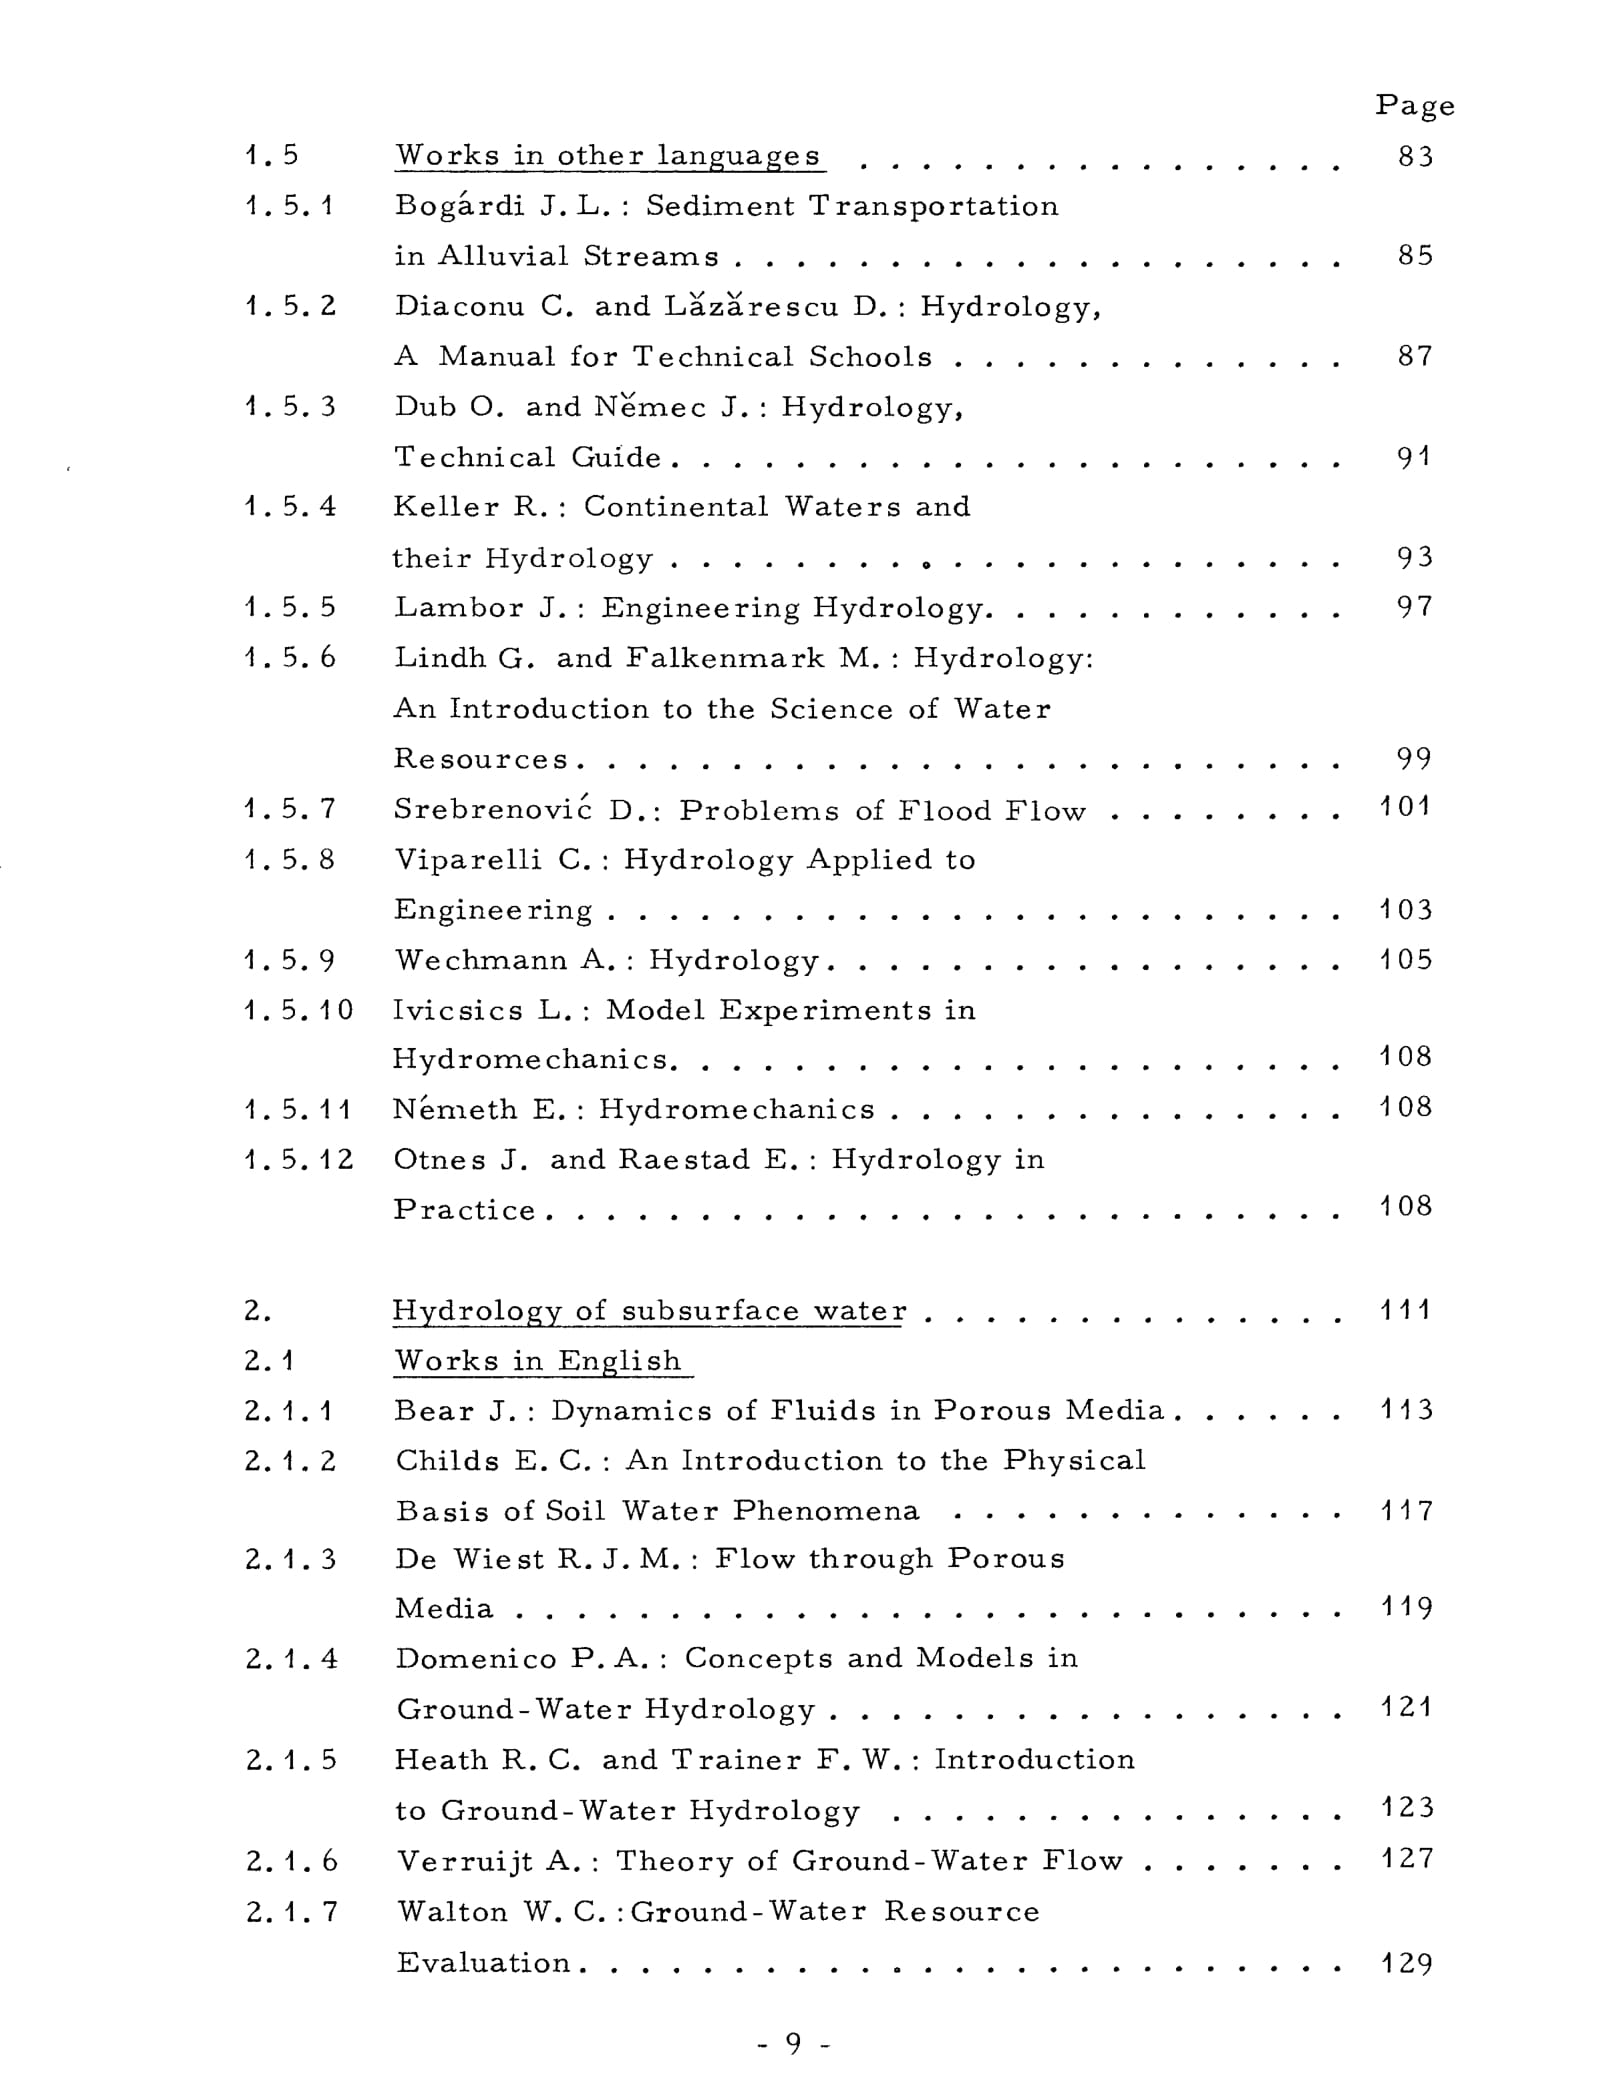 Page
1.5 Works in other languages . . . . . . . . . . . . . . . . 83
1.5.1 Bogárdi J.L.: Sediment Transportation
in Alluvial Streams . . . . . . . . . . . . . . . . . . . . 85
1.5.2 Diaconu C. and Lăzărescu D.: Hydrology,
A Manual for Technical Schools . . . . . . . . . . . . . 87
1.5.3 Dub O. and Němec J.: Hydrology,
Technical Guide . . . . . . . . . . . . . . . . . . . . . . 91
1.5.4 Keller R.: Continental Waters and
their Hydrology . . . . . . . . . . . . . . . . . . . . . . 93
1.5.5 Lambor J.: Engineering Hydrology. . . . . . . . . . . . 97
1.5.6 Lindh G. and Falkenmark M.: Hydrology:
An Introduction to the Science of Water
Resources . . . . . . . . . . . . . . . . . . . . . . . . . 99
1.5.7 Srebrenović D.: Problems of Flood Flow . . . . . . . . 101
1.5.8 Viparelli C.: Hydrology Applied to
Engineering . . . . . . . . . . . . . . . . . . . . . . . . 103
1.5.9 Wechmann A.: Hydrology. . . . . . . . . . . . . . . . . 105
1.5.10 Ivicsics L.: Model Experiments in
Hydromechanics. . . . . . . . . . . . . . . . . . . . . . 108
1.5.11 Németh E.: Hydromechanics . . . . . . . . . . . . . . . 108
1.5.12 Otnes J. and Raestad E.: Hydrology in
Practice . . . . . . . . . . . . . . . . . . . . . . . . . . 108
2. Hydrology of subsurface water . . . . . . . . . . . . . . 111
2.1 Works in English
2.1.1 Bear J.: Dynamics of Fluids in Porous Media . . . . . . 113
2.1.2 Childs E.C.: An Introduction to the Physical
Basis of Soil Water Phenomena . . . . . . . . . . . . . 117
2.1.3 De Wiest R.J.M.: Flow through Porous
Media . . . . . . . . . . . . . . . . . . . . . . . . . . . 119
2.1.4 Domenico P.A.: Concepts and Models in
Ground-Water Hydrology . . . . . . . . . . . . . . . . . 121
2.1.5 Heath R.C. and Trainer F.W.: Introduction
to Ground-Water Hydrology . . . . . . . . . . . . . . . 123
2.1.6 Verruijt A.: Theory of Ground-Water Flow . . . . . . . 127
2.1.7 Walton W.C.:Ground-Water Resource
Evaluation . . . . . . . . . . . . . . . . . . . . . . . . . 129
- 9 -